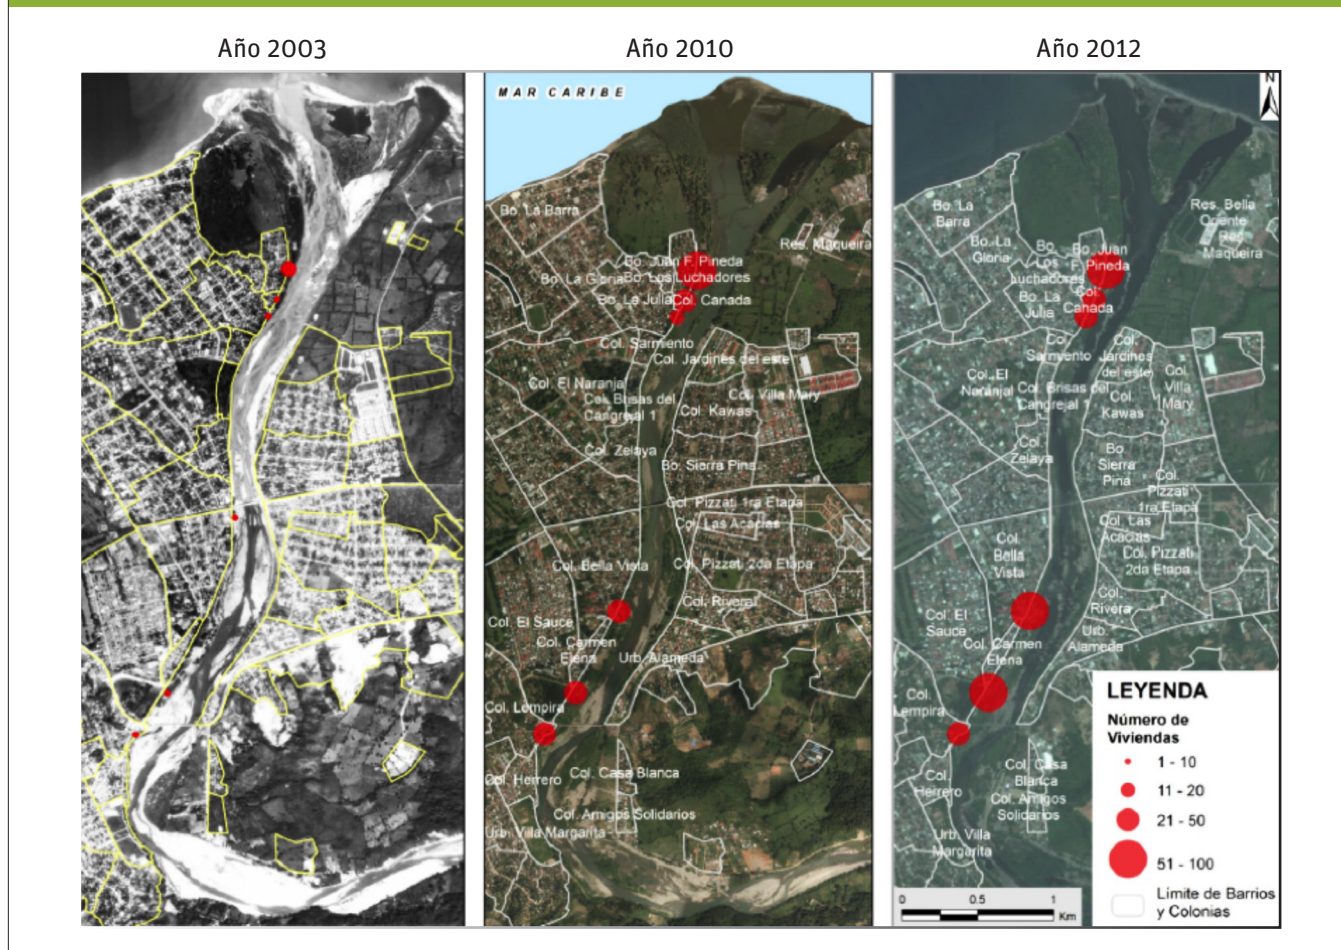 Año 2003
Año 2010
Año 2012
MAR CARIBE
Bo. La Barra
Res. Maqueira
Bo. Juan F. Pineda
Bo. La Gloria
Bo. Los Luchadores
Bo. La Julia
Col. Canada
Col. Sarmiento
Col. Jardines del este
Col. El Naranjal
Col. Brisas del
Cangrejal 1
Col. Villa Mary
Col. Kawas
Col. Zelaya
Bo. Sierra Pina
Col. Pizzati 1ra Etapa
Col. Las Acacias
Col. Bella Vista
Col. Pizzati 2da Etapa
Col. Rivera
Col. El Sauce
Col. Carmen
Elena
Urb. Alameda
Col. Lempira
Col. Herrero
Col. Casa Blanca
Col. Amigos Solidarios
Urb. Villa Margarita
N
Bo. La
Barra
Res. Bella
Oriente
Res.
Maqueira
Bo. La
Gloria
Bo.
Los
Luchadores
Bo. Juan
F. Pineda
Bo. La
Julia
Col.
Canada
Col.
Sarmiento
Col.
Jardines
del este
Col. El
Naranjal
Col. Brisas del
Cangrejal 1
Col.
Kawas
Col.
Villa
Mary
Col.
Zelaya
Bo.
Sierra
Pina
Col.
Pizzati
1ra Etapa
Col. Las
Acacias
Col.
Bella
Vista
Col. Pizzati
2da Etapa
Col.
Rivera
Col. El
Sauce
Urb.
Alameda
Col. Carmen
Elena
Col.
Lempira
Col. Casa
Blanca
Col.
Herrero
Col. Amigos
Solidarios
Urb. Villa
Margarita
LEYENDA
Número de
Viviendas
1 - 10
11 - 20
21 - 50
51 - 100
Límite de Barrios
y Colonias
0 0.5 1
Km